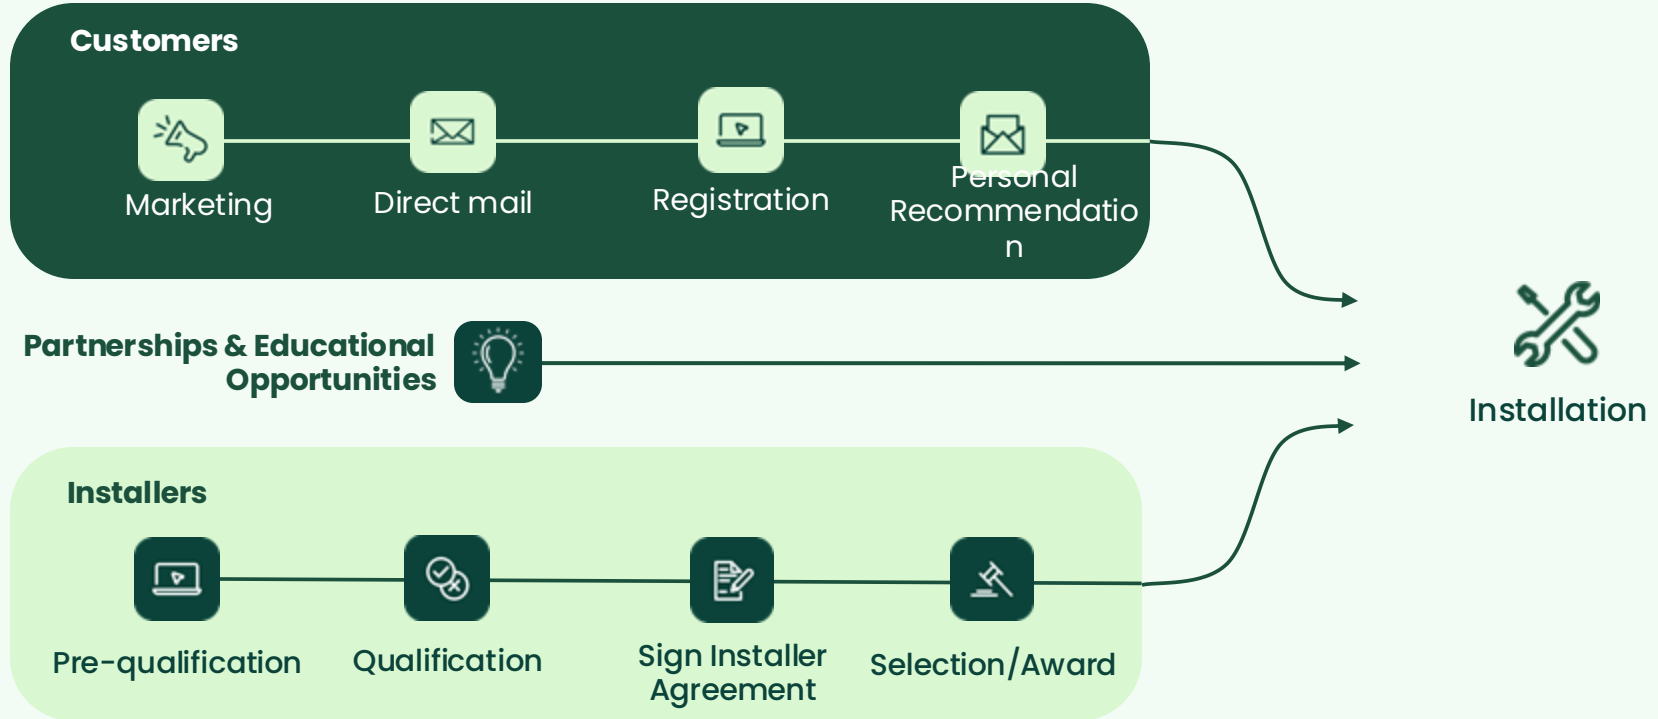 Customers
Marketing
Direct mail
Registration
Personal
Recommendatio
n
Partnerships & Educational
Opportunities
Installation
Installers
Pre-qualification
Qualification
Sign Installer
Agreement
Selection/Award